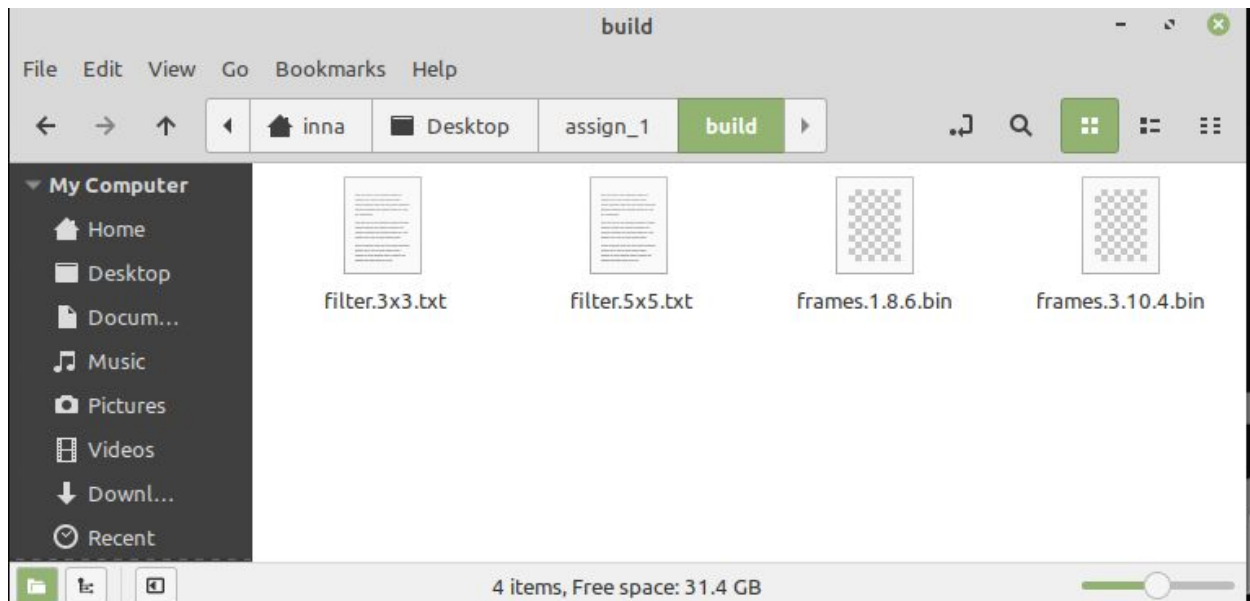 build
File Edit View Go Bookmarks Help
inna Desktop assign_1 build
My Computer
Home
Desktop
Docum...
Music
Pictures
Videos
Downl...
Recent
filter.3x3.txt filter.5x5.txt frames.1.8.6.bin frames.3.10.4.bin
4 items, Free space: 31.4 GB